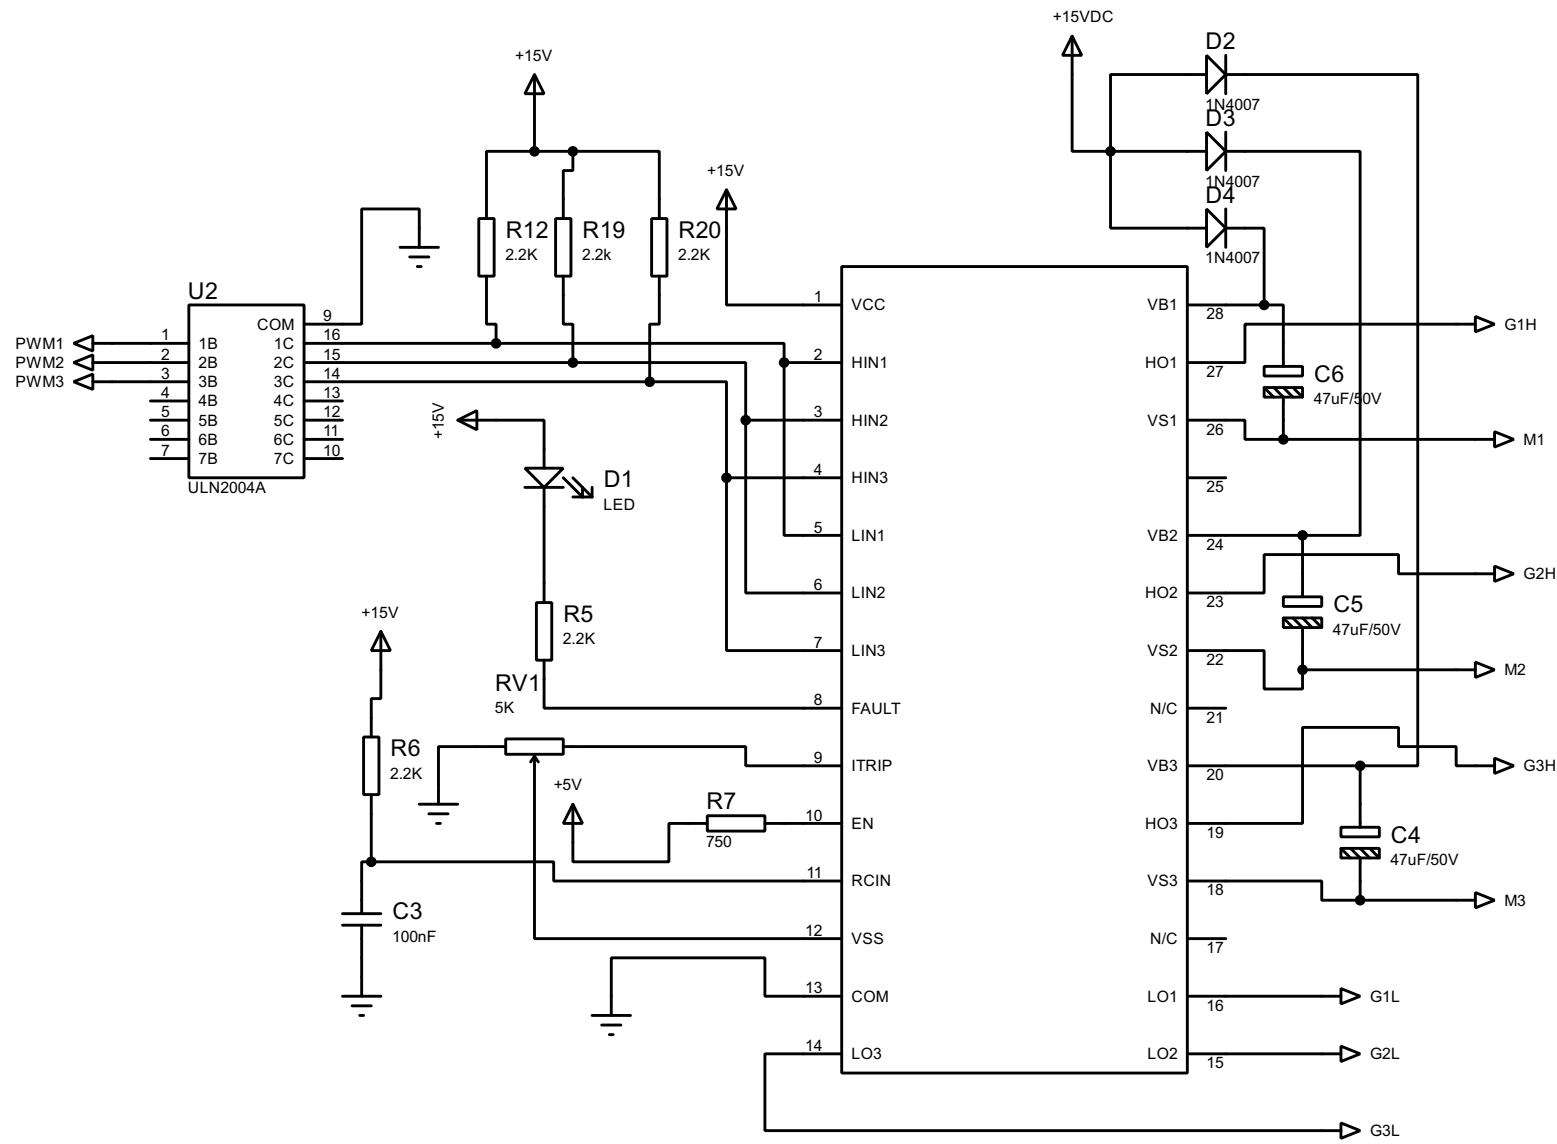 +15VDC
D2
1N4007
D3
1N4007
D4
1N4007
+15V
+15V
R12
2.2K
R19
2.2k
R20
2.2K
U2
COM 9
PWM1 1 1B 1C 16
PWM2 2 2B 2C 15
PWM3 3 3B 3C 14
4 4B 4C 13
5 5B 5C 12
6 6B 6C 11
7 7B 7C 10
ULN2004A
+15V
D1
LED
R5
2.2K
+15V
RV1
5K
R6
2.2K
+5V
R7
750
C3
100nF
1 VCC
2 HIN1
3 HIN2
4 HIN3
5 LIN1
6 LIN2
7 LIN3
8 FAULT
9 ITRIP
10 EN
11 RCIN
12 VSS
13 COM
14 LO3
VB1 28
HO1 27
VS1 26
25
VB2 24
HO2 23
VS2 22
N/C 21
VB3 20
HO3 19
VS3 18
N/C 17
LO1 16
LO2 15
G1H
C6
47uF/50V
M1
G2H
C5
47uF/50V
M2
G3H
C4
47uF/50V
M3
G1L
G2L
G3L